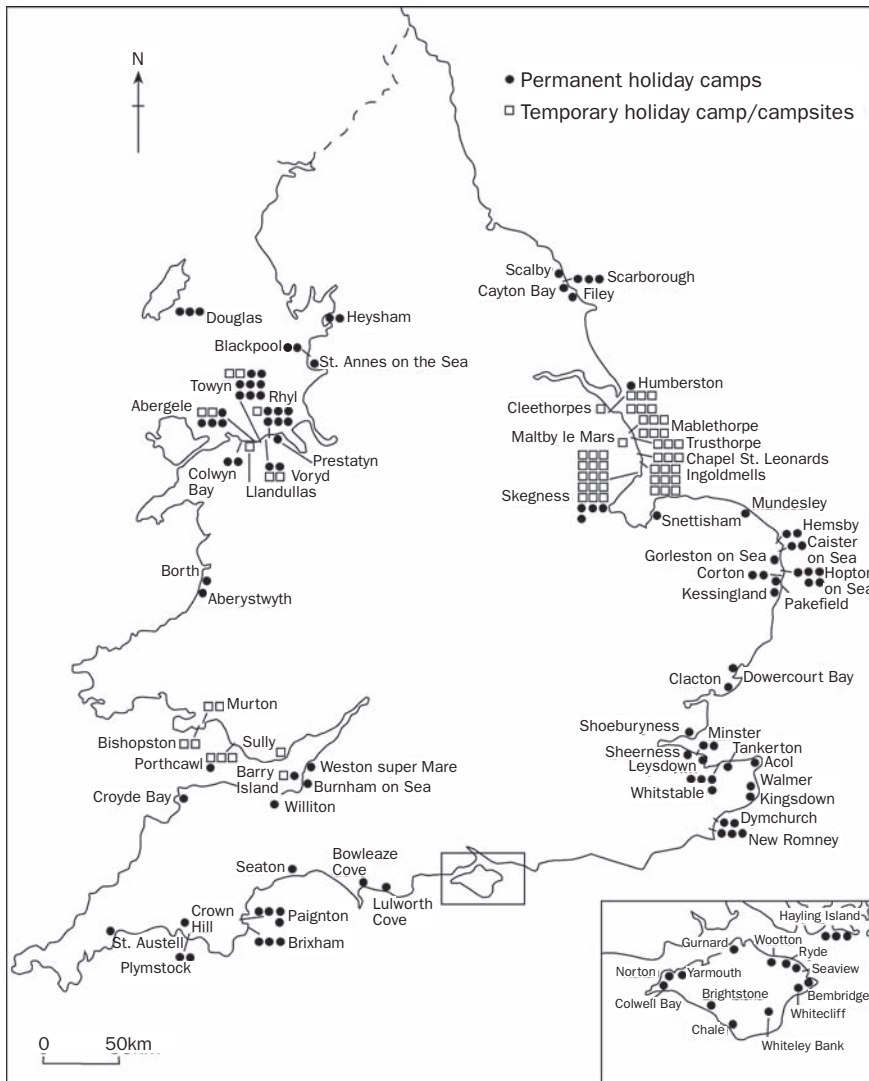 N
Permanent holiday camps
Temporary holiday camp/campsites
Scalby
Scarborough
Cayton Bay
Filey
Douglas
Heysham
Blackpool
St. Annes on the Sea
Towyn
Rhyl
Abergele
Humberston
Cleethorpes
Mablethorpe
Maltby le Mars
Trusthorpe
Chapel St. Leonards
Ingoldmells
Skegness
Prestatyn
Colwyn
Bay
Voryd
Llandullas
Snettisham
Mundesley
Hemsby
Caister
on Sea
Gorleston on Sea
Corton
Hopton
on Sea
Kessingland
Pakefield
Borth
Aberystwyth
Clacton
Dowercourt Bay
Murton
Bishopston
Sully
Porthcawl
Barry
Island
Weston super Mare
Burnham on Sea
Croyde Bay
Williton
Shoeburyness
Minster
Sheerness
Tankerton
Leysdown
Acol
Whitstable
Walmer
Kingsdown
Dymchurch
New Romney
Seaton
Bowleaze
Cove
Lulworth
Cove
Crown
Hill
Paignton
St. Austell
Brixham
Plymstock
Hayling Island
Gurnard
Wootton
Ryde
Norton
Yarmouth
Seaview
Colwell Bay
Brightstone
Bembridge
Whitecliff
Chale
Whiteley Bank
0 50km